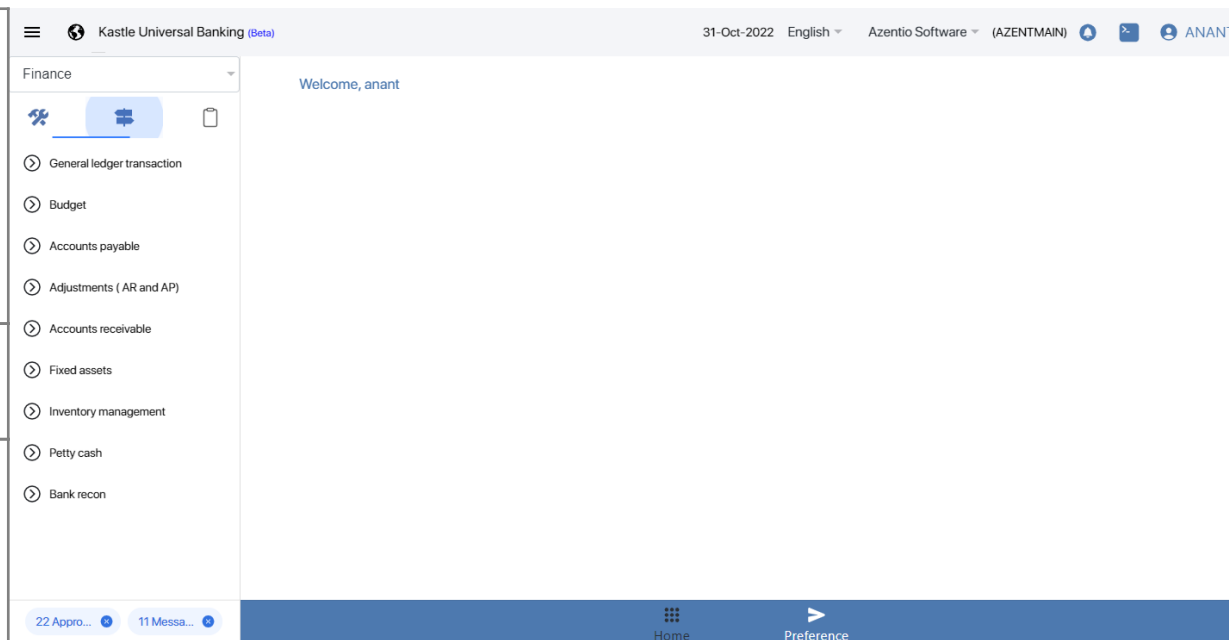 Kastle Universal Banking (Beta)
31-Oct-2022 English Azentio Software (AZENTMAIN) ANANT
Finance
Welcome, anant
General ledger transaction
Budget
Accounts payable
Adjustments ( AR and AP)
Accounts receivable
Fixed assets
Inventory management
Petty cash
Bank recon
22 Appro... 11 Messa...
Home
Preference